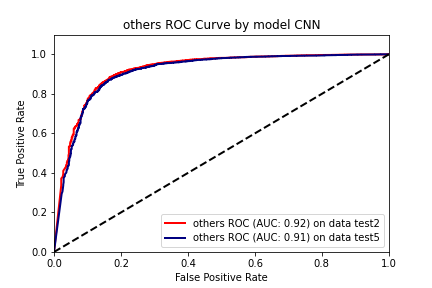 others ROC Curve by model CNN
True Positive Rate
1.0
0.8
0.6
0.4
0.2
0.0
others ROC (AUC: 0.92) on data test2
others ROC (AUC: 0.91) on data test5
0.0 0.2 0.4 0.6 0.8 1.0
False Positive Rate